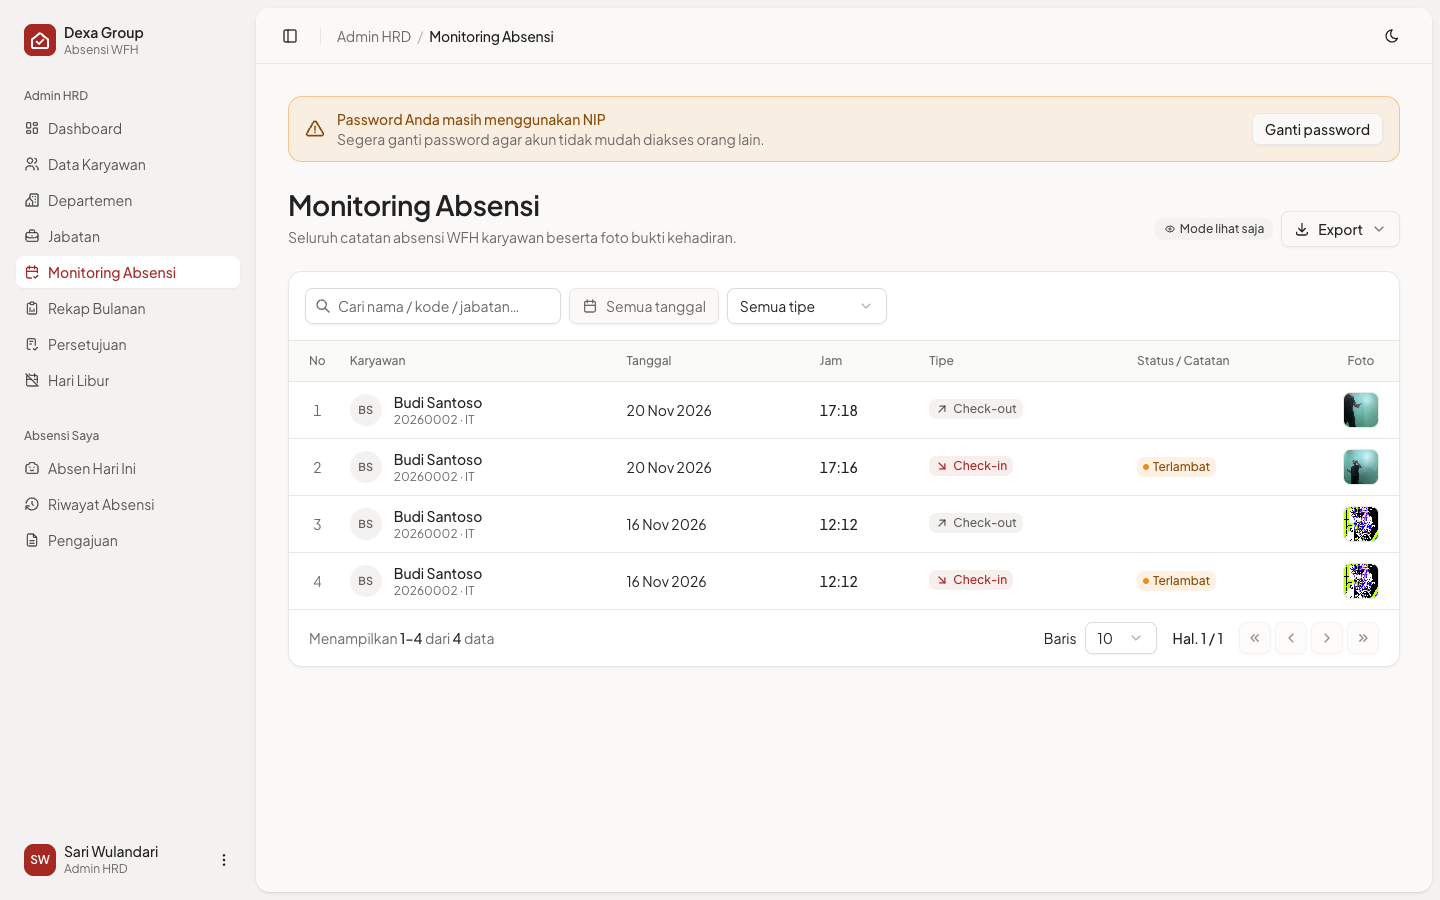 Dexa Group
Absensi WFH
Admin HRD
Dashboard
Data Karyawan
Departemen
Jabatan
Monitoring Absensi
Rekap Bulanan
Persetujuan
Hari Libur
Absensi Saya
Absen Hari Ini
Riwayat Absensi
Pengajuan
SW
Sari Wulandari
Admin HRD
Admin HRD / Monitoring Absensi
Password Anda masih menggunakan NIP
Segera ganti password agar akun tidak mudah diakses orang lain.
Ganti password
Monitoring Absensi
Seluruh catatan absensi WFH karyawan beserta foto bukti kehadiran.
Mode lihat saja
Export
Cari nama / kode / jabatan...
Semua tanggal
Semua tipe
No Karyawan Tanggal Jam Tipe Status / Catatan Foto
1 BS Budi Santoso 20 Nov 2026 17:18 Check-out
20260002 · IT
2 BS Budi Santoso 20 Nov 2026 17:16 Check-in Terlambat
20260002 · IT
3 BS Budi Santoso 16 Nov 2026 12:12 Check-out
20260002 · IT
4 BS Budi Santoso 16 Nov 2026 12:12 Check-in Terlambat
20260002 · IT
Menampilkan 1–4 dari 4 data
Baris 10 Hal. 1 / 1